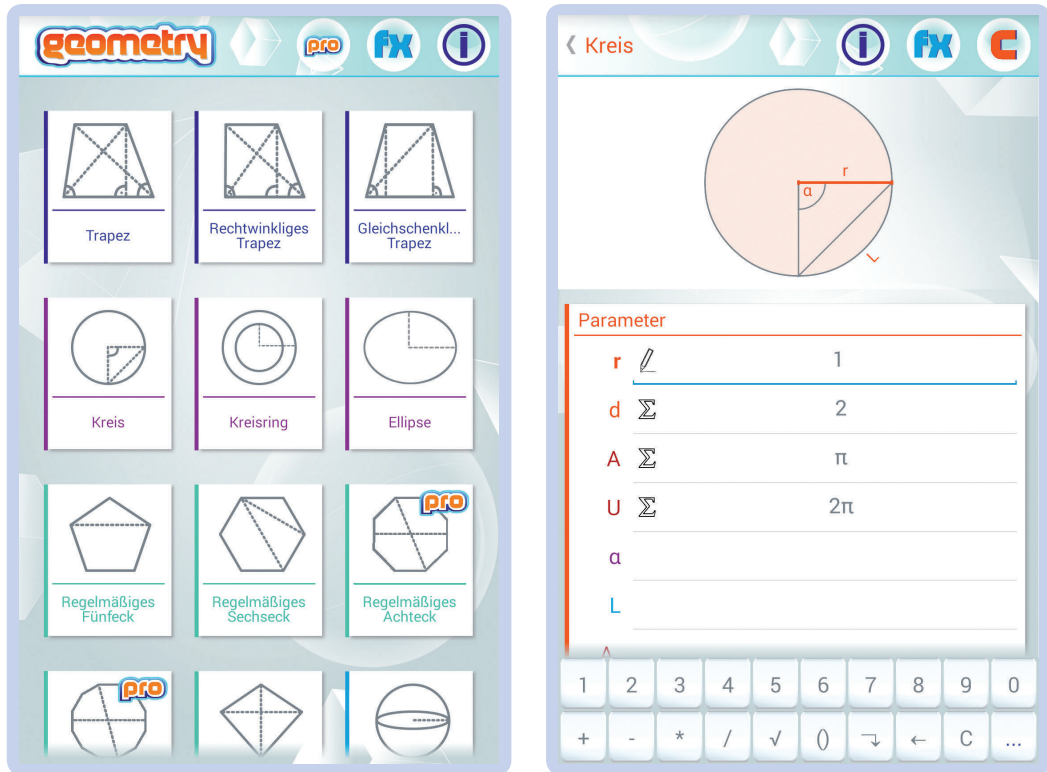 geometry pro fx i
Trapez
Rechtwinkliges
Trapez
Gleichschenkl...
Trapez
Kreis
Kreisring
Ellipse
pro
Regelmäßiges
Fünfeck
Regelmäßiges
Sechseck
Regelmäßiges
Achteck
pro
Kreis i fx C
r
α
L
Parameter
r 1
d Σ 2
A Σ π
U Σ 2π
α
L
1 2 3 4 5 6 7 8 9 0
+ - * / √ () ← C ...